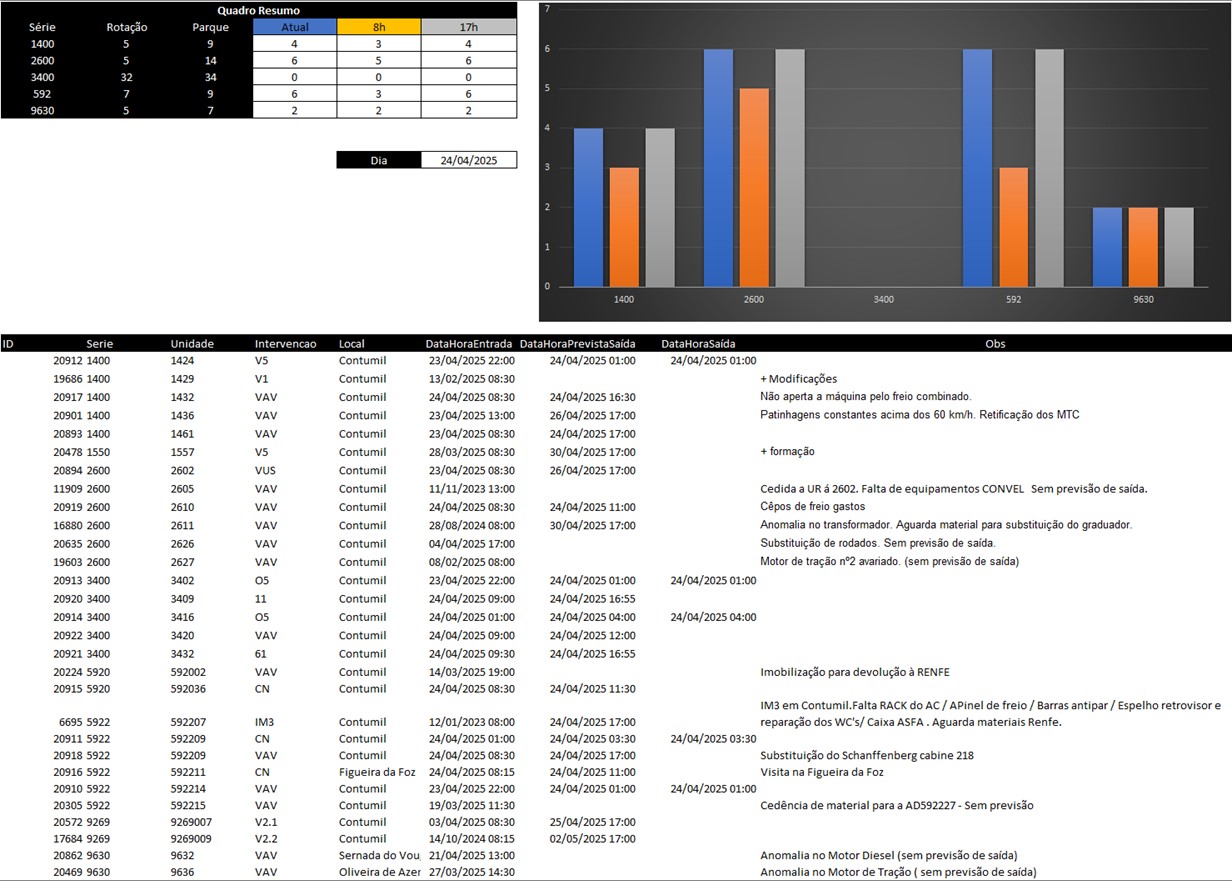 Quadro Resumo
Série Rotação Parque Atual 8h 17h
1400 5 9 4 3 4
2600 5 14 6 5 6
3400 32 34 0 0 0
592 7 9 6 3 6
9630 5 7 2 2 2
Dia 24/04/2025
7
6
5
4
3
2
1
0
1400 2600 3400 592 9630
ID Serie Unidade Intervencao Local DataHoraEntrada DataHoraPrevistaSaída DataHoraSaída Obs
20912 1400 1424 V5 Contumil 23/04/2025 22:00 24/04/2025 01:00 24/04/2025 01:00
19686 1400 1429 V1 Contumil 13/02/2025 08:30 + Modificações
20917 1400 1432 VAV Contumil 24/04/2025 08:30 24/04/2025 16:30 Não aperta a máquina pelo freio combinado.
20901 1400 1436 VAV Contumil 23/04/2025 13:00 26/04/2025 17:00 Patinhagens constantes acima dos 60 km/h. Retificação dos MTC
20893 1400 1461 VAV Contumil 23/04/2025 08:30 24/04/2025 17:00
20478 1550 1557 V5 Contumil 28/03/2025 08:30 30/04/2025 17:00 + formação
20894 2600 2602 VUS Contumil 23/04/2025 08:30 26/04/2025 17:00
11909 2600 2605 VAV Contumil 11/11/2023 13:00 Cedida a UR á 2602. Falta de equipamentos CONVEL Sem previsão de saída.
20919 2600 2610 VAV Contumil 24/04/2025 08:30 24/04/2025 11:00 Cêpos de freio gastos
16880 2600 2611 VAV Contumil 28/08/2024 08:00 30/04/2025 17:00 Anomalia no transformador. Aguarda material para substituição do graduador.
20635 2600 2626 VAV Contumil 04/04/2025 17:00 Substituição de rodados. Sem previsão de saída.
19603 2600 2627 VAV Contumil 08/02/2025 08:00 Motor de tração nº2 avariado. (sem previsão de saída)
20913 3400 3402 O5 Contumil 23/04/2025 22:00 24/04/2025 01:00 24/04/2025 01:00
20920 3400 3409 11 Contumil 24/04/2025 09:00 24/04/2025 16:55
20914 3400 3416 O5 Contumil 24/04/2025 01:00 24/04/2025 04:00 24/04/2025 04:00
20922 3400 3420 VAV Contumil 24/04/2025 09:00 24/04/2025 12:00
20921 3400 3432 61 Contumil 24/04/2025 09:30 24/04/2025 16:55
20224 5920 592002 VAV Contumil 14/03/2025 19:00 Imobilização para devolução à RENFE
20915 5920 592036 CN Contumil 24/04/2025 08:30 24/04/2025 11:30
IM3 em Contumil.Falta RACK do AC / APinel de freio / Barras antipar / Espelho retrovisor e
6695 5922 592207 IM3 Contumil 12/01/2023 08:00 24/04/2025 17:00 reparação dos WC's/ Caixa ASFA . Aguarda materiais Renfe.
20911 5922 592209 CN Contumil 24/04/2025 01:00 24/04/2025 03:30 24/04/2025 03:30
20918 5922 592209 VAV Contumil 24/04/2025 08:30 24/04/2025 17:00 Substituição do Schanffenberg cabine 218
20916 5922 592211 CN Figueira da Foz 24/04/2025 08:15 24/04/2025 11:00 Visita na Figueira da Foz
20910 5922 592214 VAV Contumil 23/04/2025 22:00 24/04/2025 01:00 24/04/2025 01:00
20305 5922 592215 VAV Contumil 19/03/2025 11:30 Cedência de material para a AD592227 - Sem previsão
20572 9269 9269007 V2.1 Contumil 03/04/2025 08:30 25/04/2025 17:00
17684 9269 9269009 V2.2 Contumil 14/10/2024 08:15 02/05/2025 17:00
20862 9630 9632 VAV Sernada do Vou 21/04/2025 13:00 Anomalia no Motor Diesel (sem previsão de saída)
20469 9630 9636 VAV Oliveira de Azer 27/03/2025 14:30 Anomalia no Motor de Tração ( sem previsão de saída)